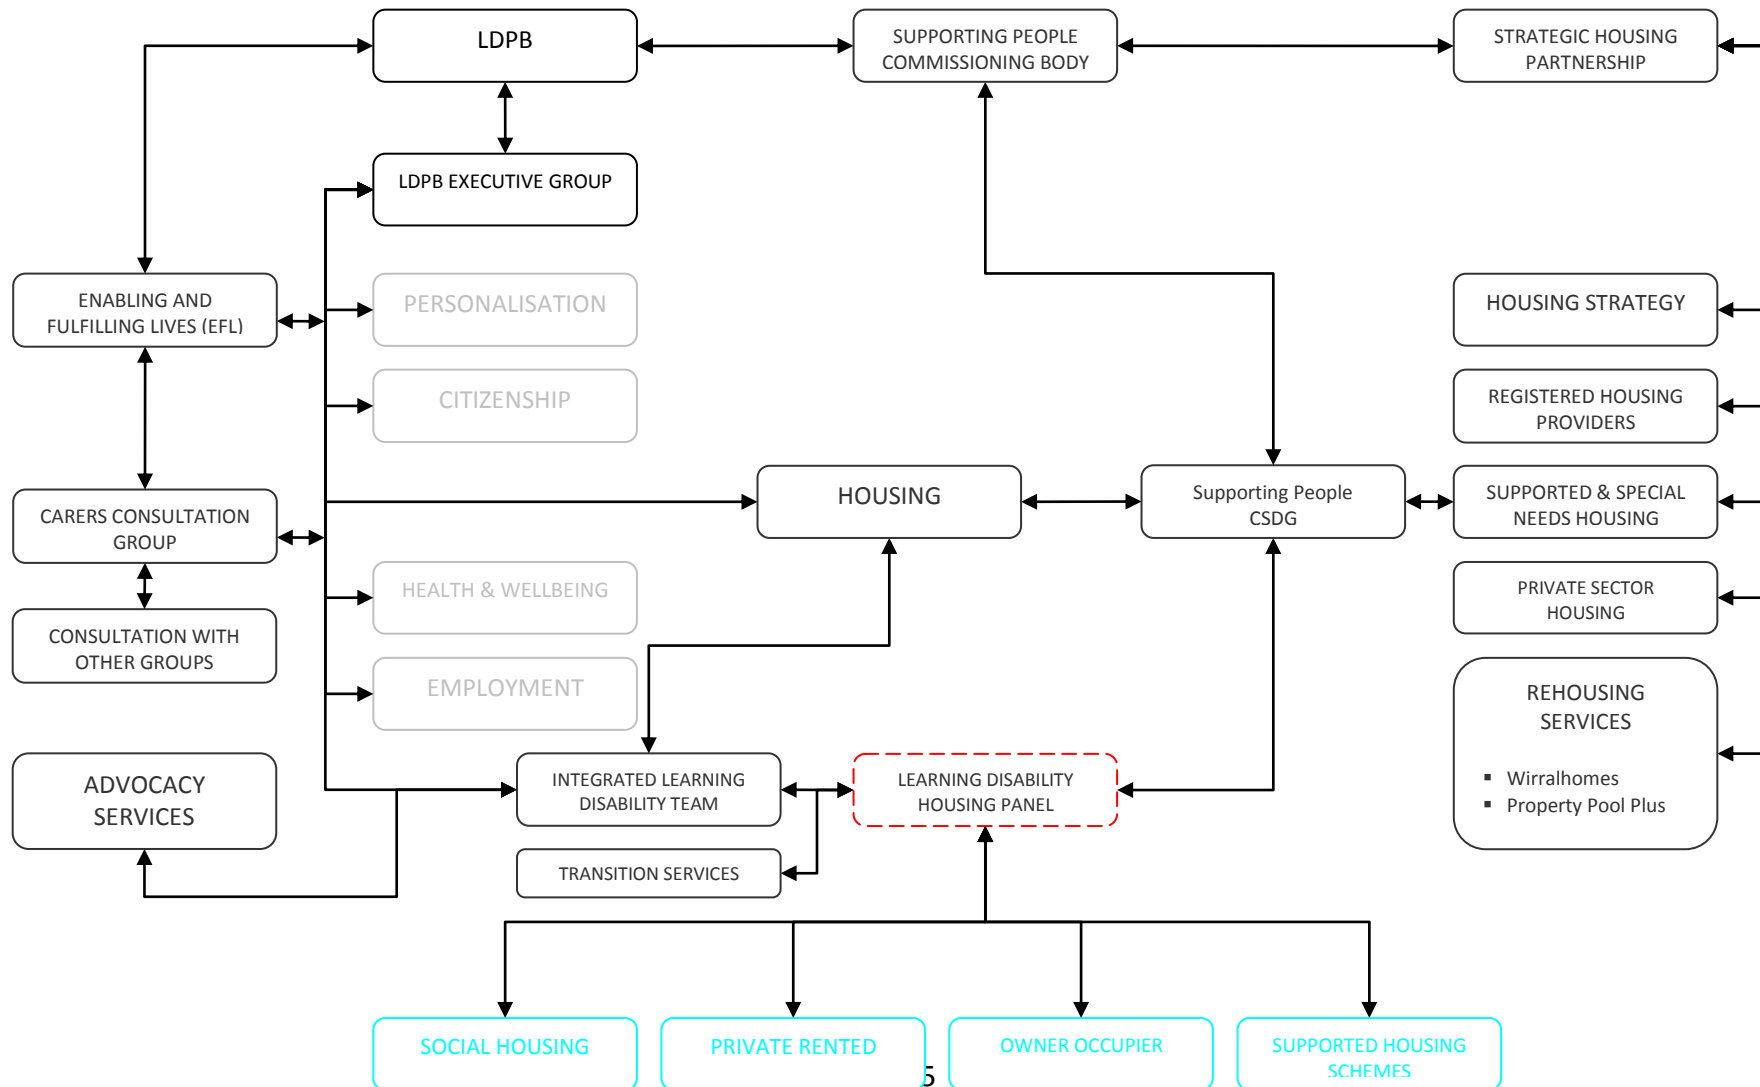 LDPB
SUPPORTING PEOPLE
COMMISSIONING BODY
STRATEGIC HOUSING
PARTNERSHIP
LDPB EXECUTIVE GROUP
ENABLING AND
FULFILLING LIVES (EFL)
PERSONALISATION
HOUSING STRATEGY
CITIZENSHIP
REGISTERED HOUSING
PROVIDERS
CARERS CONSULTATION
GROUP
HOUSING
Supporting People
CSDG
SUPPORTED & SPECIAL
NEEDS HOUSING
HEALTH & WELLBEING
PRIVATE SECTOR
HOUSING
CONSULTATION WITH
OTHER GROUPS
EMPLOYMENT
REHOUSING
SERVICES
▪ Wirralhomes
▪ Property Pool Plus
ADVOCACY
SERVICES
INTEGRATED LEARNING
DISABILITY TEAM
LEARNING DISABILITY
HOUSING PANEL
TRANSITION SERVICES
SOCIAL HOUSING
PRIVATE RENTED
OWNER OCCUPIER
SUPPORTED HOUSING
SCHEMES
5